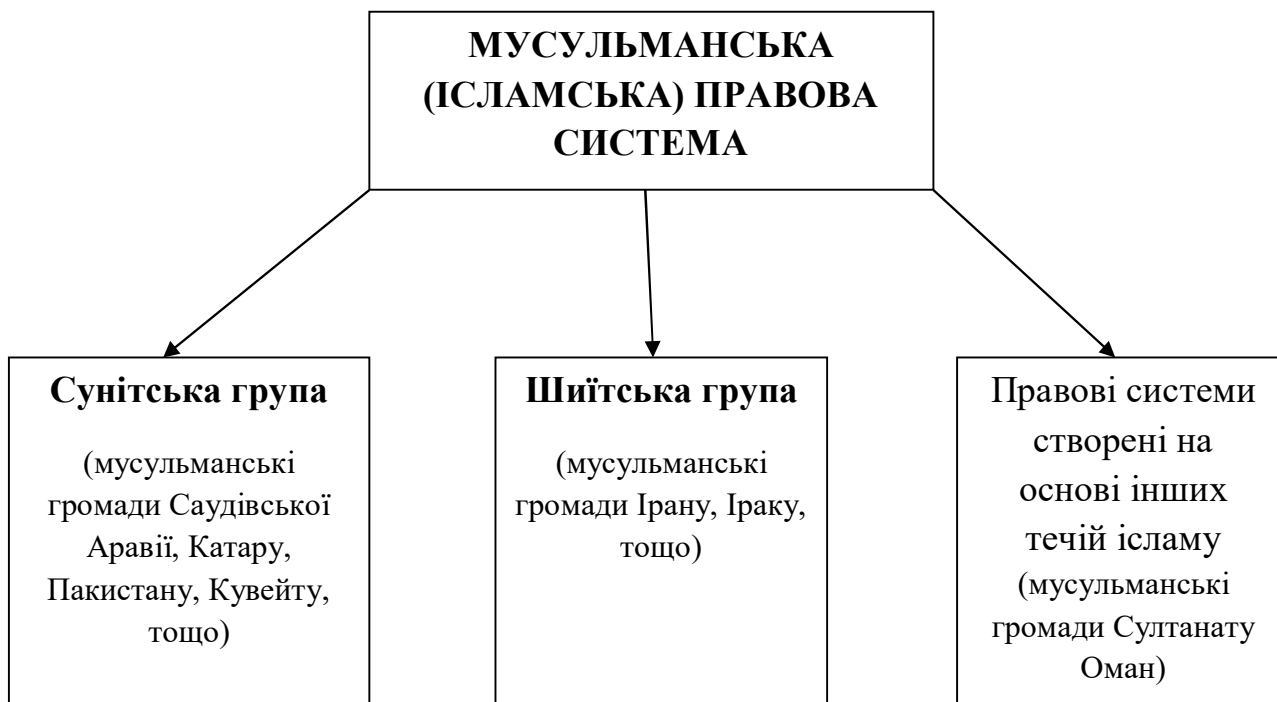 МУСУЛЬМАНСЬКА
(ІСЛАМСЬКА) ПРАВОВА
СИСТЕМА
Сунітська група
(мусульманські
громади Саудівської
Аравії, Катару,
Пакистану, Кувейту,
тощо)
Шиїтська група
(мусульманські
громади Ірану, Іраку,
тощо)
Правові системи
створені на
основі інших
течій ісламу
(мусульманські
громади Султанату
Оман)